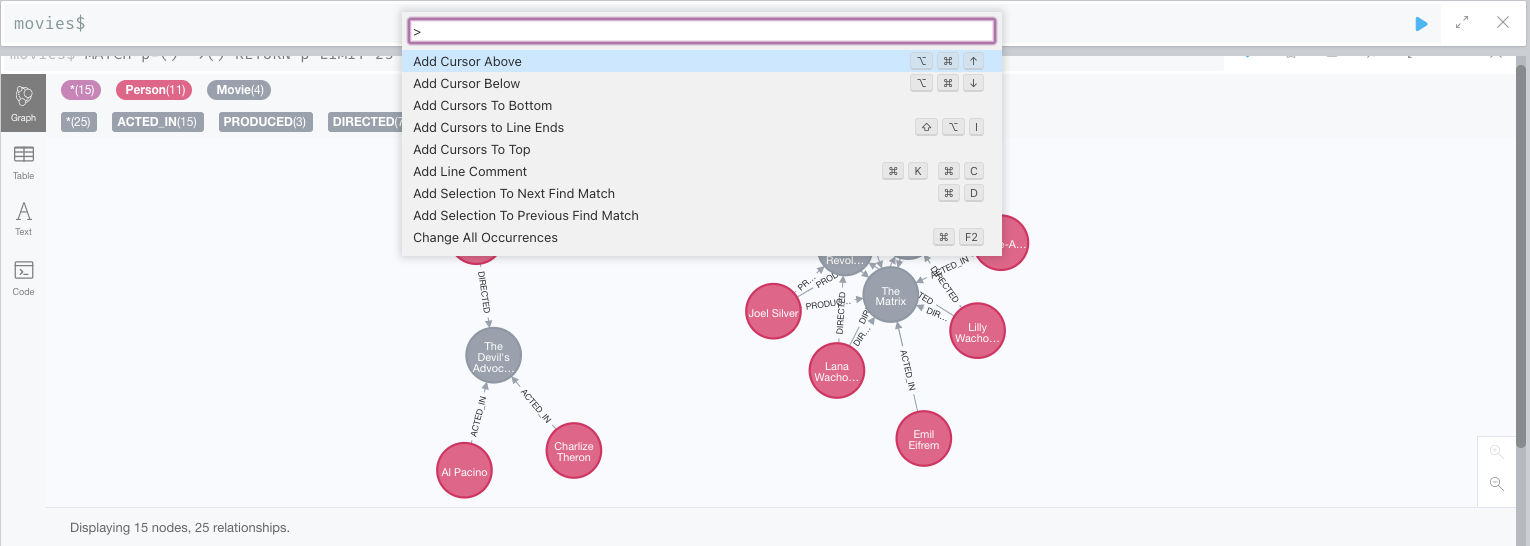 movies$
>
Add Cursor Above ⌥ ⌘ ↑
Add Cursor Below ⌥ ⌘ ↓
Add Cursors To Bottom
Add Cursors to Line Ends ⇧ ⌥ I
Add Cursors To Top
Add Line Comment ⌘ K ⌘ C
Add Selection To Next Find Match ⌘ D
Add Selection To Previous Find Match
Change All Occurrences ⌘ F2
movies$ MATCH p=()-->() RETURN p LIMIT 25
*(15) Person(11) Movie(4)
*(25) ACTED_IN(15) PRODUCED(3) DIRECTED(7
Graph
Table
Text
Code
DIRECTED
The
Devil's
Advoc...
ACTED_IN
ACTED_IN
Al Pacino
Charlize
Theron
Revol...
e-A...
ACTED_IN
The
Matrix
PR...
PROD
Joel Silver
PRODUC...
DIRECTED
DIR...
DIR...
Lana
Wacho...
Lilly
Wacho...
ACTED_IN
Emil
Eifrem
Displaying 15 nodes, 25 relationships.